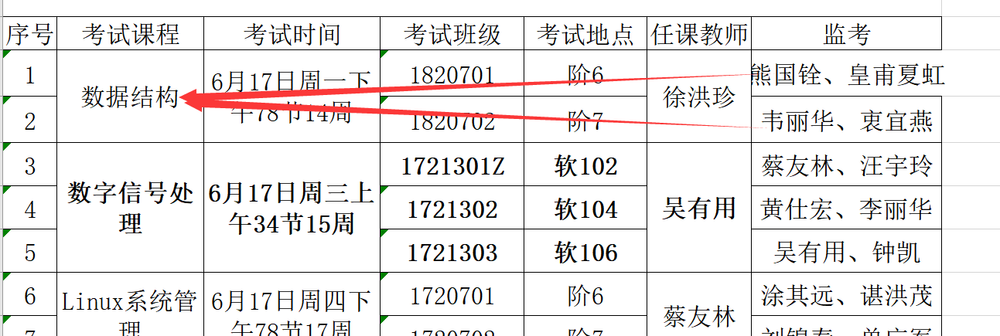 序号 考试课程 考试时间 考试班级 考试地点 任课教师 监考
1 数据结构 6月17日周一下 1820701 阶6 徐洪珍 熊国铨、皇甫夏虹
2 午78节14周 1820702 阶7 韦丽华、衷宜燕
3 数字信号处 6月17日周三上 1721301Z 软102 吴有用 蔡友林、汪宇玲
4 理 午34节15周 1721302 软104 黄仕宏、李丽华
5 1721303 软106 吴有用、钟凯
6 Linux系统管 6月17日周四下 1720701 阶6 蔡友林 涂其远、谌洪茂
7 理 午78节17周 1720702 阶7